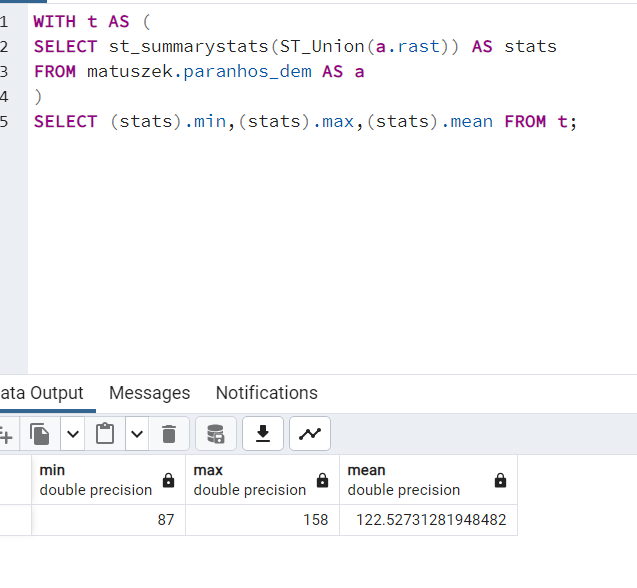 1 WITH t AS (
2 SELECT st_summarystats(ST_Union(a.rast)) AS stats
3 FROM matuszek.paranhos_dem AS a
4 )
5 SELECT (stats).min,(stats).max,(stats).mean FROM t;
ata Output Messages Notifications
min max mean
double precision double precision double precision
87 158 122.52731281948482